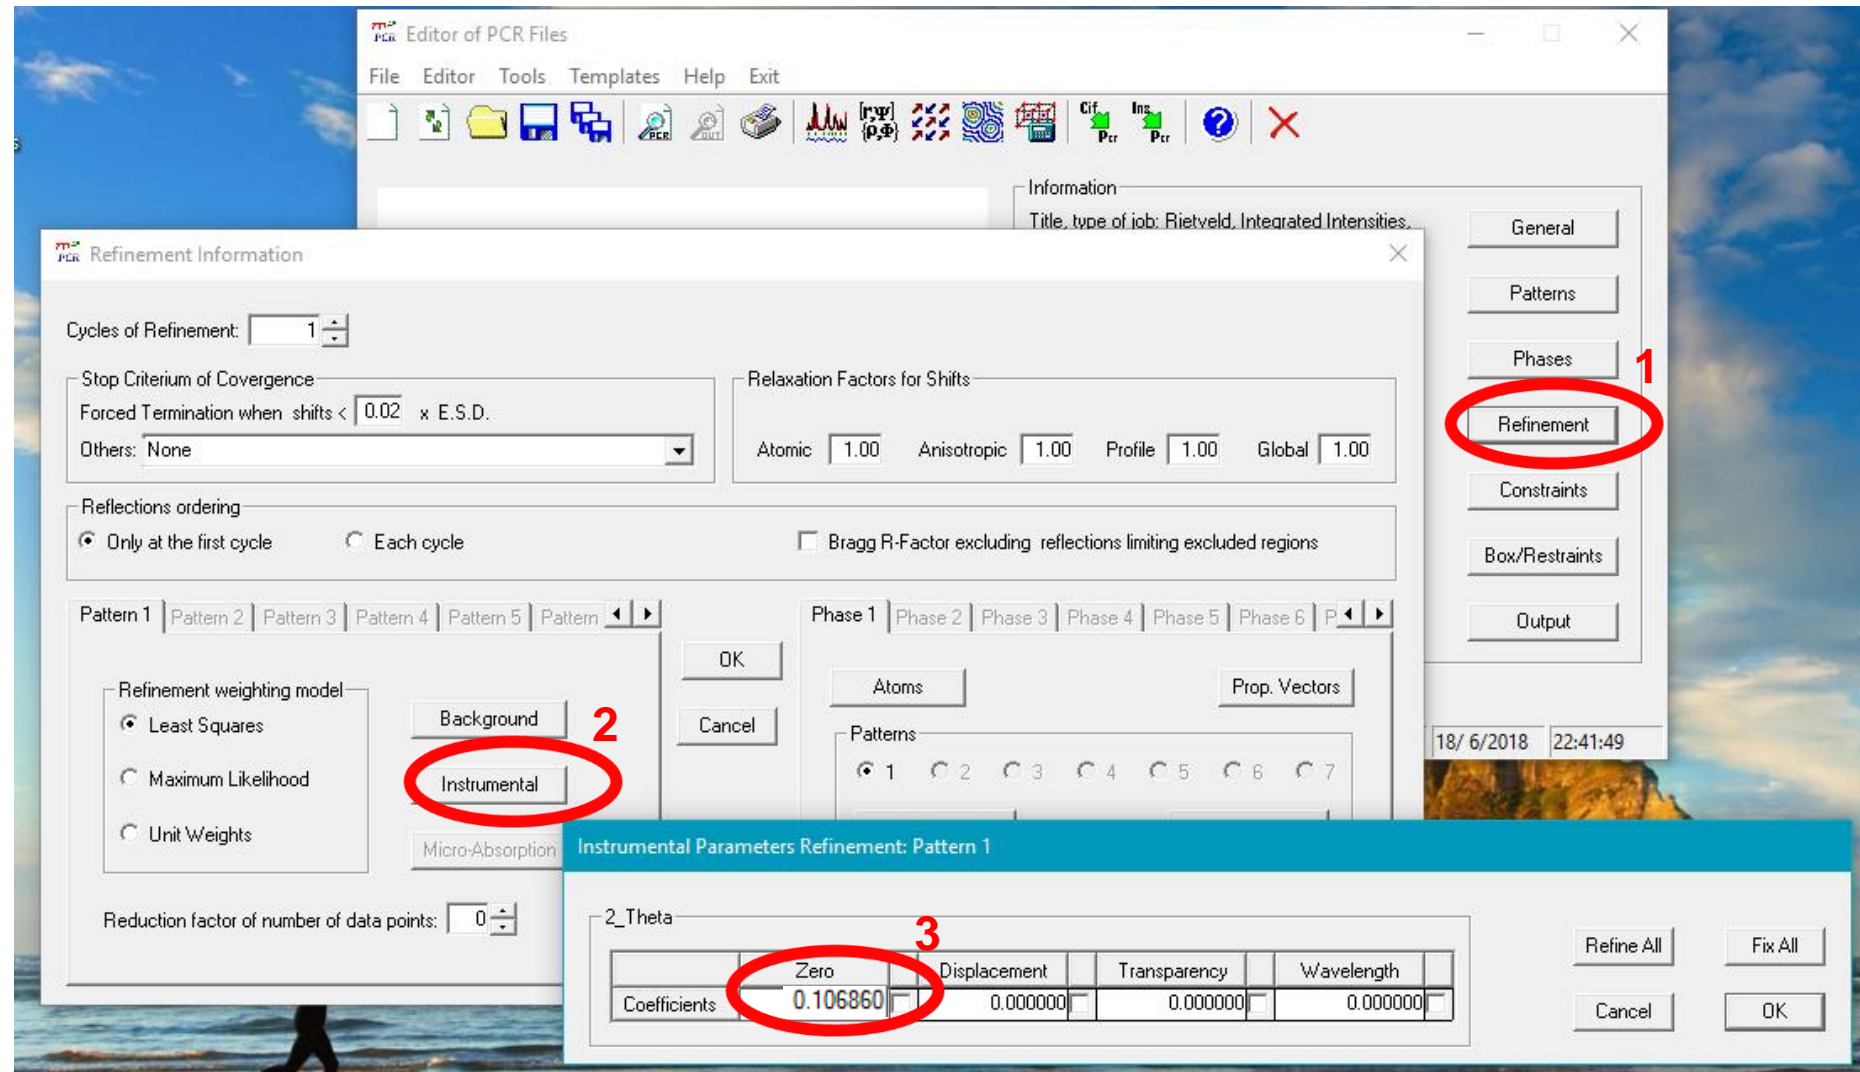 Editor of PCR Files
File Editor Tools Templates Help Exit
Information
Title, type of job: Rietveld, Integrated Intensities,
General
Patterns
Phases
1
Refinement
Constraints
Box/Restraints
Output
18/ 6/2018 22:41:49
Refinement Information
Cycles of Refinement: 1
Stop Criterium of Covergence
Forced Termination when shifts < 0.02 x E.S.D.
Others: None
Relaxation Factors for Shifts
Atomic 1.00 Anisotropic 1.00 Profile 1.00 Global 1.00
Reflections ordering
Only at the first cycle Each cycle
Bragg R-Factor excluding reflections limiting excluded regions
Pattern 1 Pattern 2 Pattern 3 Pattern 4 Pattern 5 Pattern
Refinement weighting model
Least Squares
Maximum Likelihood
Unit Weights
Background
2
Instrumental
Micro-Absorption
Reduction factor of number of data points: 0
OK
Cancel
Phase 1 Phase 2 Phase 3 Phase 4 Phase 5 Phase 6 P
Atoms Prop. Vectors
Patterns
1 2 3 4 5 6 7
Instrumental Parameters Refinement: Pattern 1
2_Theta
3
Zero Displacement Transparency Wavelength
Coefficients 0.106860 0.000000 0.000000 0.000000
Refine All Fix All
Cancel OK